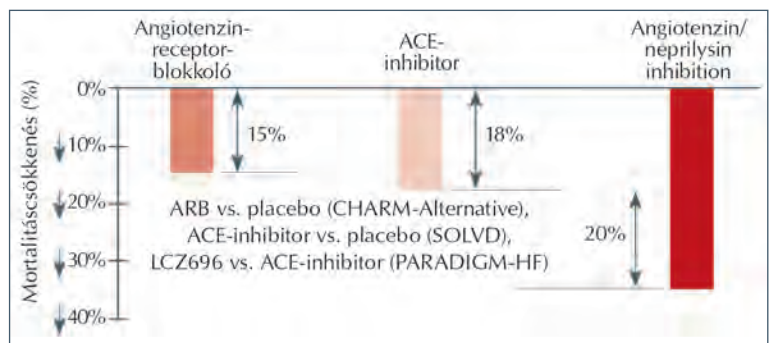 Angiotenzin-
receptor-
blokkoló
ACE-
inhibitor
Angiotenzin/
neprilysin
inhibition
Mortalitáscsökkenés (%)
0%
10%
20%
30%
40%
15%
18%
20%
ARB vs. placebo (CHARM-Alternative),
ACE-inhibitor vs. placebo (SOLVD),
LCZ696 vs. ACE-inhibitor (PARADIGM-HF)